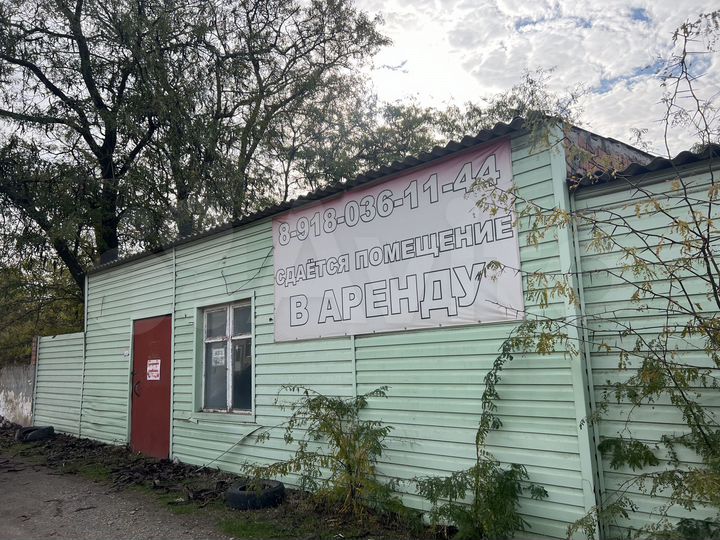 8-918-036-11-44
СДАЁТСЯ ПОМЕЩЕНИЕ
В АРЕНДУ